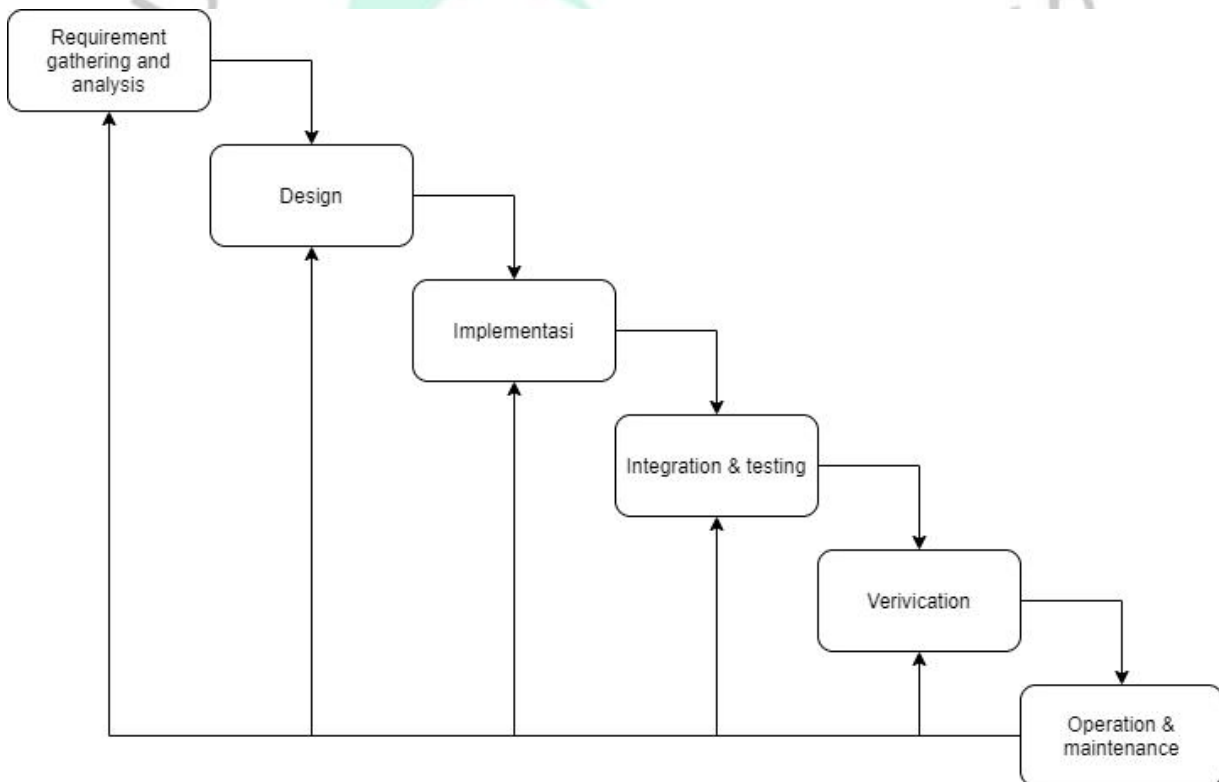 Requirement
gathering and
analysis
Design
Implementasi
Integration & testing
Verivication
Operation &
maintenance